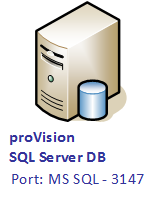 proVision
SQL Server DB
Port: MS SQL - 3147